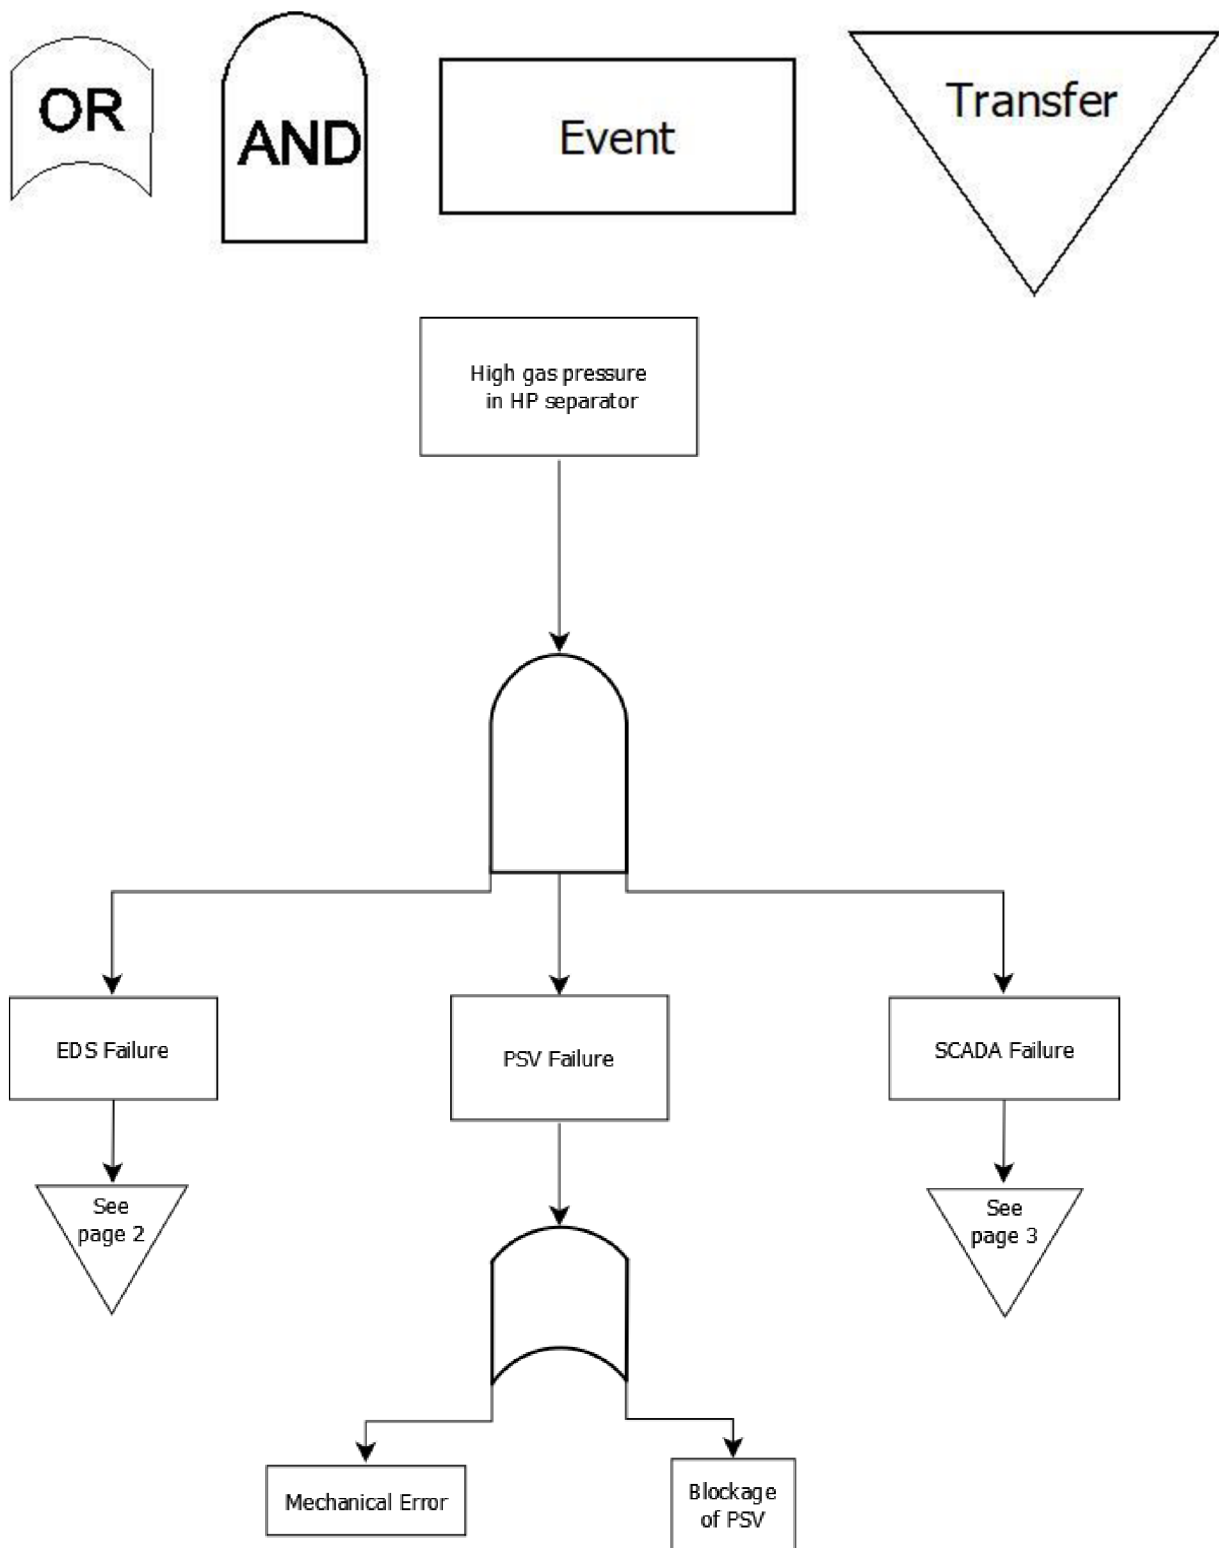 OR
AND
Event
Transfer
High gas pressure
in HP separator
EDS Failure
PSV Failure
SCADA Failure
See
page 2
See
page 3
Mechanical Error
Blockage
of PSV